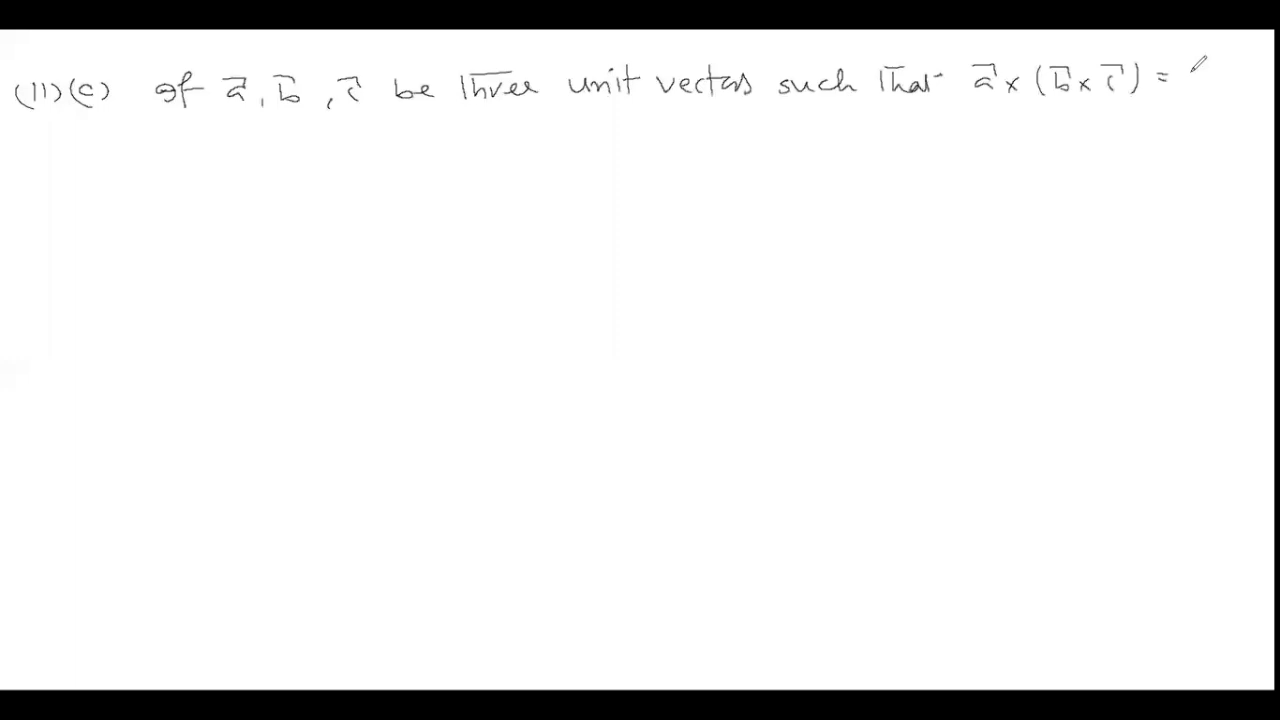 (11)(c) If a⃗, b⃗, c⃗ be three unit vectors such that a⃗ × (b⃗ × c⃗) =